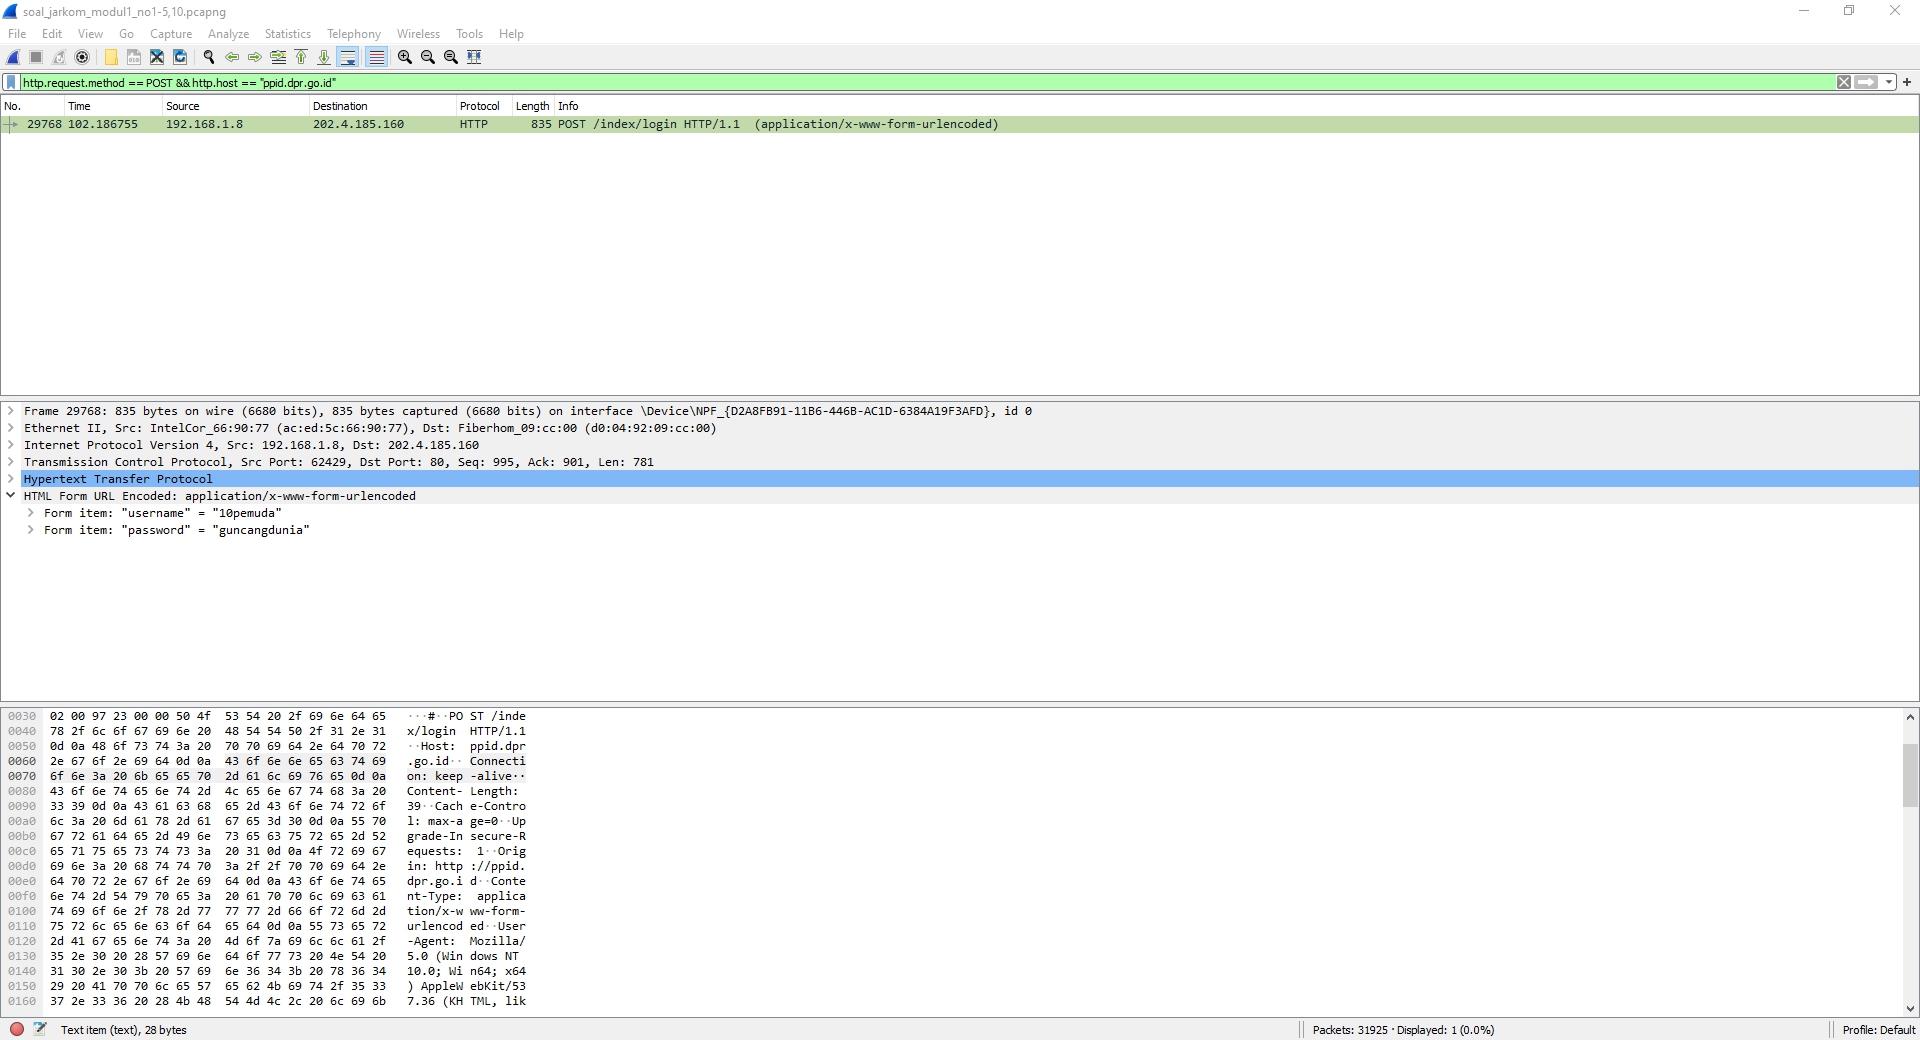 soal_jarkom_modul1_no1-5,10.pcapng
File Edit View Go Capture Analyze Statistics Telephony Wireless Tools Help
http.request.method == POST && http.host == "ppid.dpr.go.id"
No. Time Source Destination Protocol Length Info
29768 102.186755 192.168.1.8 202.4.185.160 HTTP 835 POST /index/login HTTP/1.1 (application/x-www-form-urlencoded)
Frame 29768: 835 bytes on wire (6680 bits), 835 bytes captured (6680 bits) on interface \Device\NPF_{D2A8FB91-11B6-446B-AC1D-6384A19F3AFD}, id 0
Ethernet II, Src: IntelCor_66:90:77 (ac:ed:5c:66:90:77), Dst: Fiberhom_09:cc:00 (d0:04:92:09:cc:00)
Internet Protocol Version 4, Src: 192.168.1.8, Dst: 202.4.185.160
Transmission Control Protocol, Src Port: 62429, Dst Port: 80, Seq: 995, Ack: 901, Len: 781
Hypertext Transfer Protocol
HTML Form URL Encoded: application/x-www-form-urlencoded
Form item: "username" = "10pemuda"
Form item: "password" = "guncangdunia"
0030 02 00 97 23 00 00 50 4f 53 54 20 2f 69 6e 64 65 ···#··PO ST /inde
0040 78 2f 6c 6f 67 69 6e 20 48 54 54 50 2f 31 2e 31 x/login HTTP/1.1
0050 0d 0a 48 6f 73 74 3a 20 70 70 69 64 2e 64 70 72 ··Host: ppid.dpr
0060 2e 67 6f 2e 69 64 0d 0a 43 6f 6e 6e 65 63 74 69 .go.id·· Connecti
0070 6f 6e 3a 20 6b 65 65 70 2d 61 6c 69 76 65 0d 0a on: keep -alive··
0080 43 6f 6e 74 65 6e 74 2d 4c 65 6e 67 74 68 3a 20 Content- Length:
0090 33 39 0d 0a 43 61 63 68 65 2d 43 6f 6e 74 72 6f 39··Cach e-Contro
00a0 6c 3a 20 6d 61 78 2d 61 67 65 3d 30 0d 0a 55 70 l: max-a ge=0··Up
00b0 67 72 61 64 65 2d 49 6e 73 65 63 75 72 65 2d 52 grade-In secure-R
00c0 65 71 75 65 73 74 73 3a 20 31 0d 0a 4f 72 69 67 equests: 1··Orig
00d0 69 6e 3a 20 68 74 74 70 3a 2f 2f 70 70 69 64 2e in: http ://ppid.
00e0 64 70 72 2e 67 6f 2e 69 64 0d 0a 43 6f 6e 74 65 dpr.go.i d··Conte
00f0 6e 74 2d 54 79 70 65 3a 20 61 70 70 6c 69 63 61 nt-Type: applica
0100 74 69 6f 6e 2f 78 2d 77 77 77 2d 66 6f 72 6d 2d tion/x-w ww-form-
0110 75 72 6c 65 6e 63 6f 64 65 64 0d 0a 55 73 65 72 urlencod ed··User
0120 2d 41 67 65 6e 74 3a 20 4d 6f 7a 69 6c 6c 61 2f -Agent: Mozilla/
0130 35 2e 30 20 28 57 69 6e 64 6f 77 73 20 4e 54 20 5.0 (Win dows NT
0140 31 30 2e 30 3b 20 57 69 6e 36 34 3b 20 78 36 34 10.0; Wi n64; x64
0150 29 20 41 70 70 6c 65 57 65 62 4b 69 74 2f 35 33 ) AppleW ebKit/53
0160 37 2e 33 36 20 28 4b 48 54 4d 4c 2c 20 6c 69 6b 7.36 (KH TML, lik
Text item (text), 28 bytes Packets: 31925 · Displayed: 1 (0.0%) Profile: Default